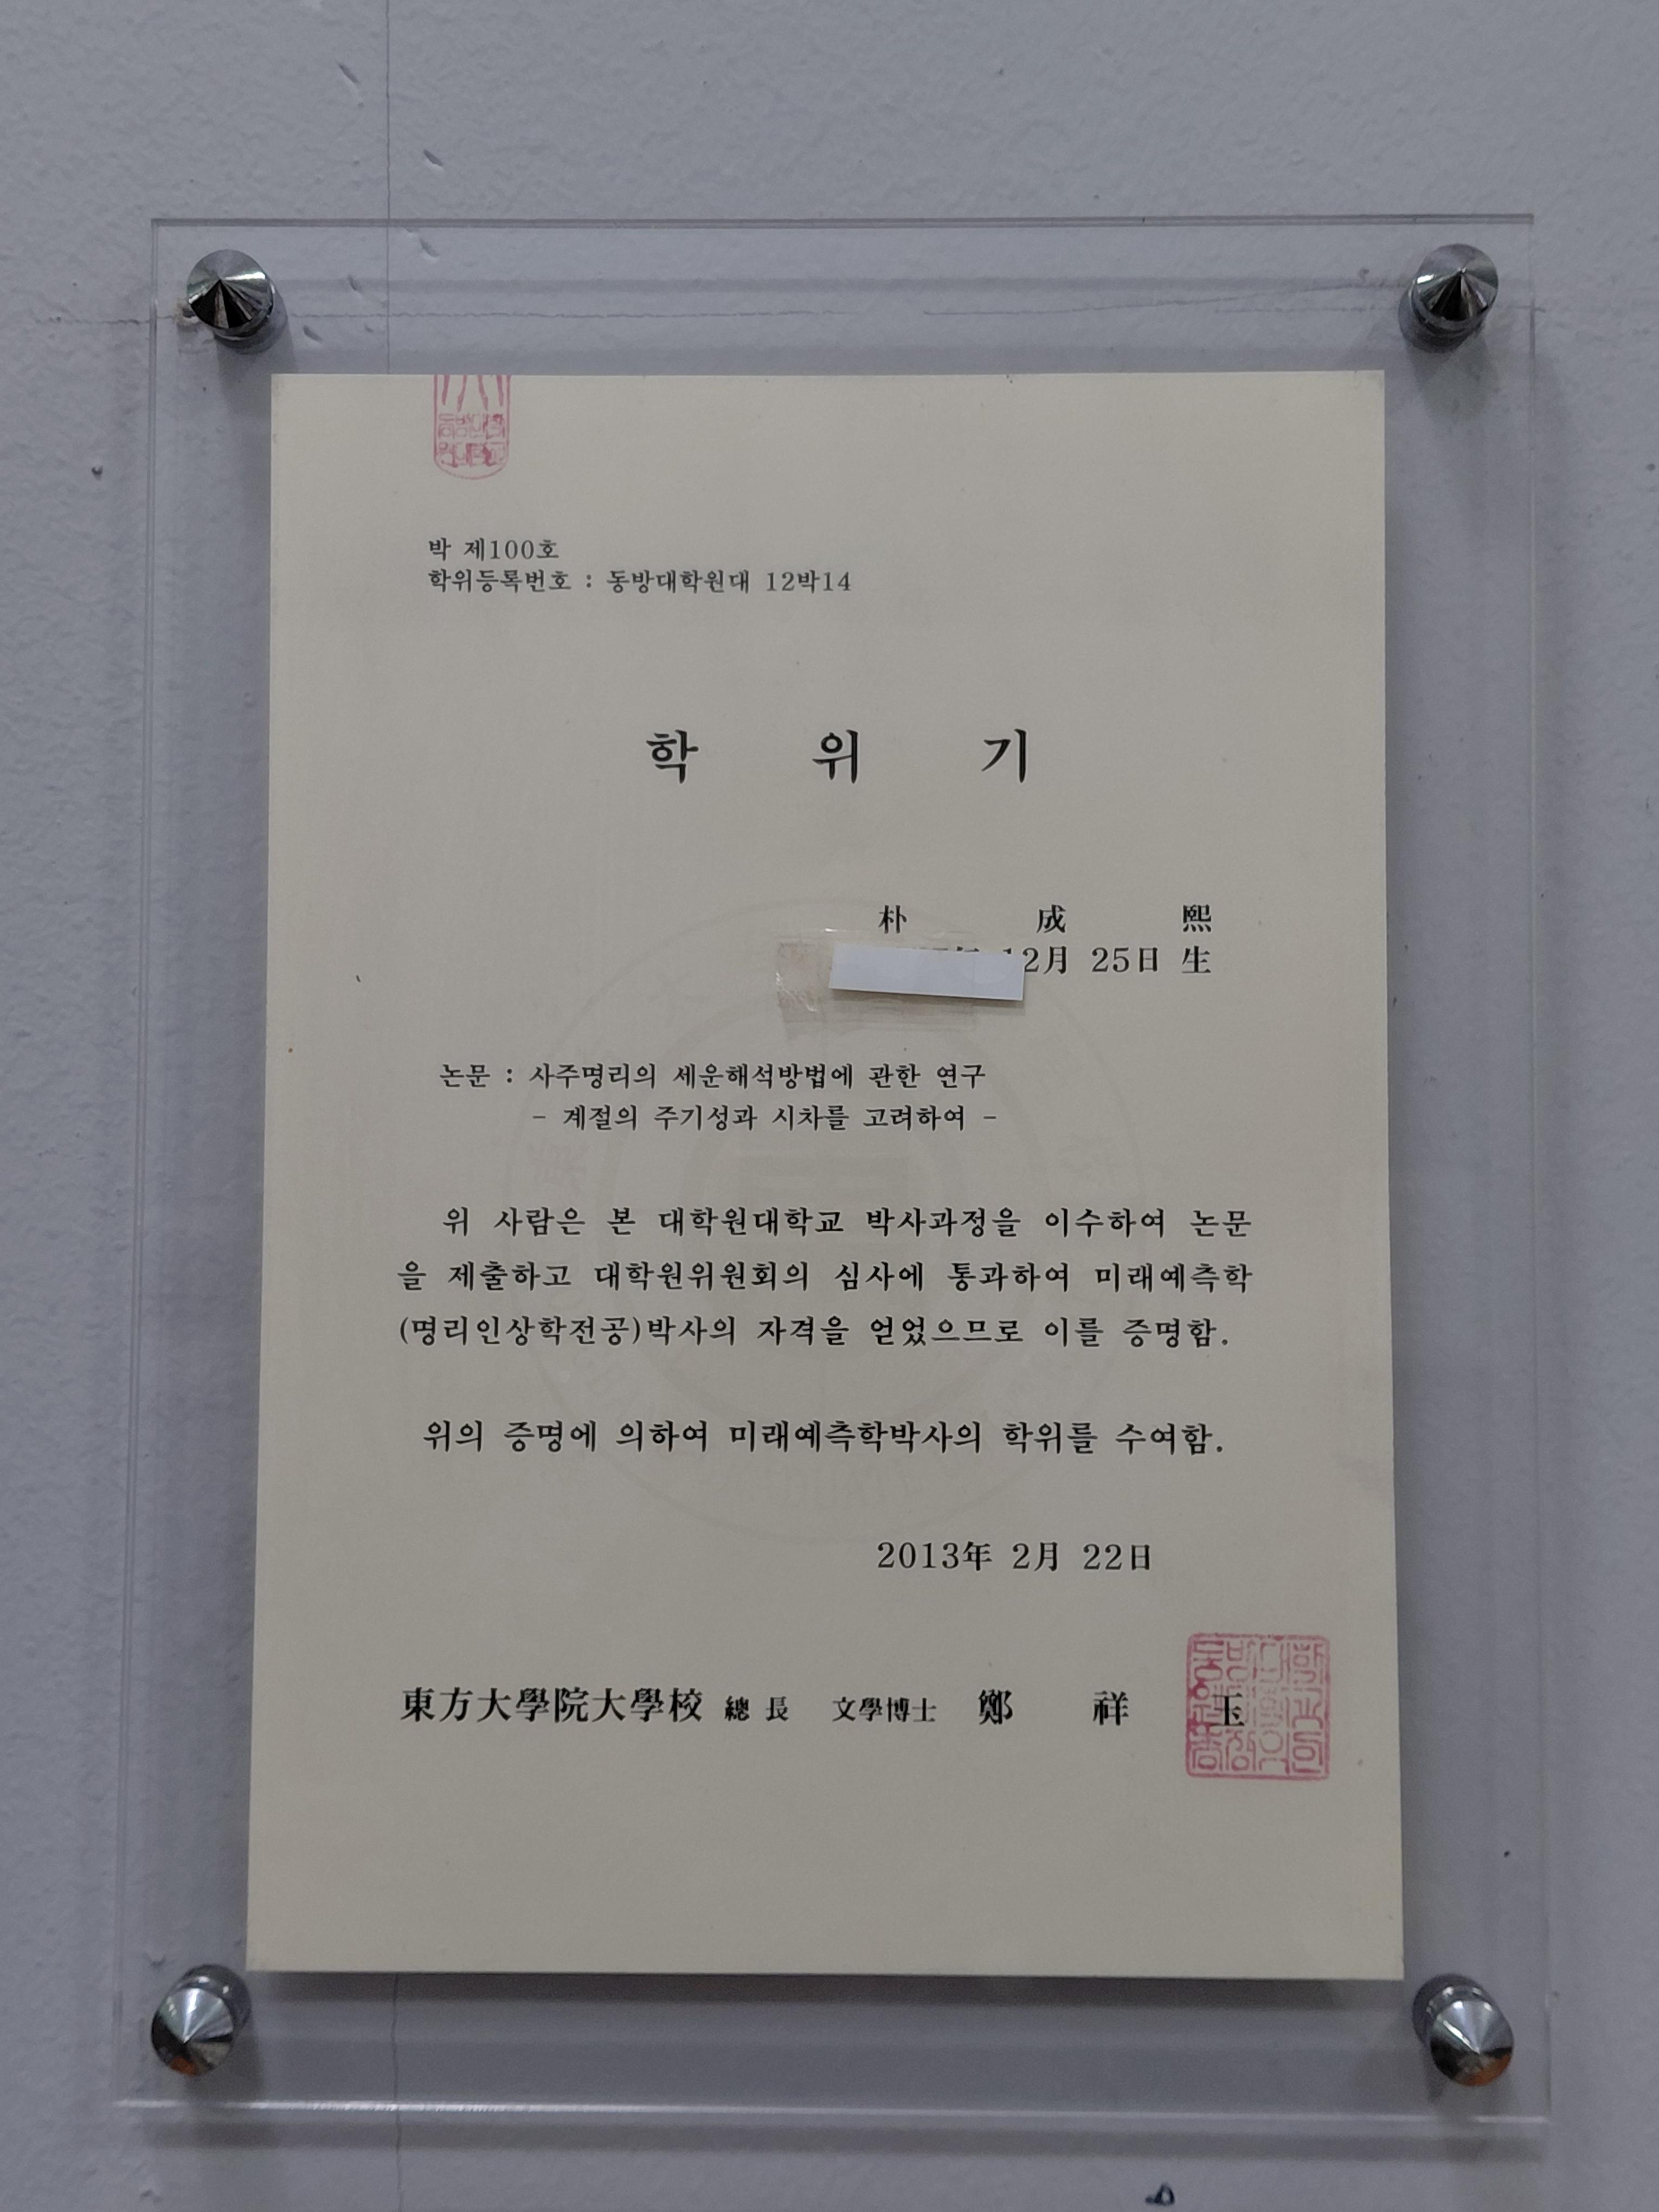 박 제100호
학위등록번호 : 동방대학원대 12박14
학 위 기
朴 成 熙
12月 25日 生
논문 : 사주명리의 세운해석방법에 관한 연구
- 계절의 주기성과 시차를 고려하여 -
위 사람은 본 대학원대학교 박사과정을 이수하여 논문
을 제출하고 대학원위원회의 심사에 통과하여 미래예측학
(명리인상학전공)박사의 자격을 얻었으므로 이를 증명함.
위의 증명에 의하여 미래예측학박사의 학위를 수여함.
2013年 2月 22日
東方大學院大學校 總長 文學博士 鄭 祥 玉